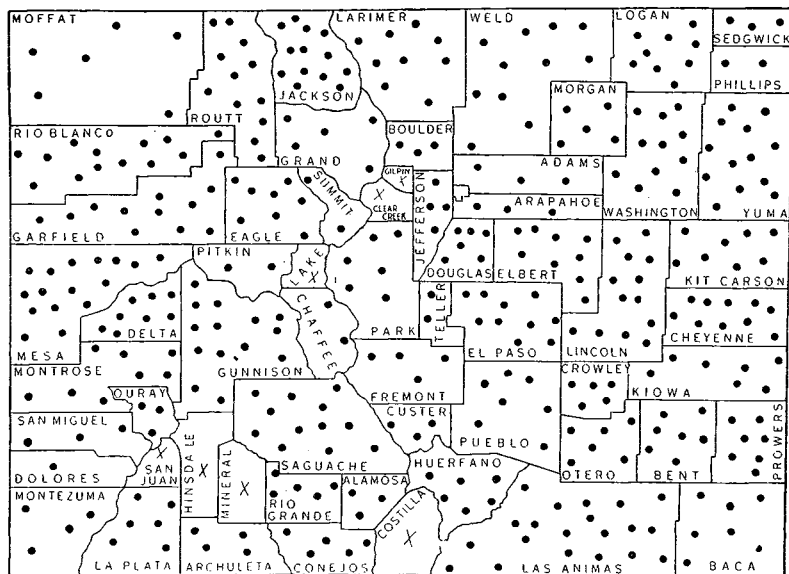 MOFFAT
LARIMER
WELD
LOGAN
SEDGWICK
PHILLIPS
JACKSON
MORGAN
ROUTT
RIO BLANCO
BOULDER
GRAND
GILPIN
ADAMS
SUMMIT
CLEAR CREEK
JEFFERSON
ARAPAHOE
WASHINGTON
YUMA
GARFIELD
EAGLE
PITKIN
LAKE
DOUGLAS
ELBERT
KIT CARSON
DELTA
CHAFFEE
PARK
TELLER
CHEYENNE
MESA
EL PASO
LINCOLN
MONTROSE
GUNNISON
CROWLEY
OURAY
FREMONT
KIOWA
SAN MIGUEL
CUSTER
PUEBLO
PROWERS
HINSDALE
SAGUACHE
HUERFANO
OTERO
BENT
DOLORES
SAN JUAN
MINERAL
ALAMOSA
MONTEZUMA
RIO GRANDE
COSTILLA
LA PLATA
ARCHULETA
CONEJOS
LAS ANIMAS
BACA